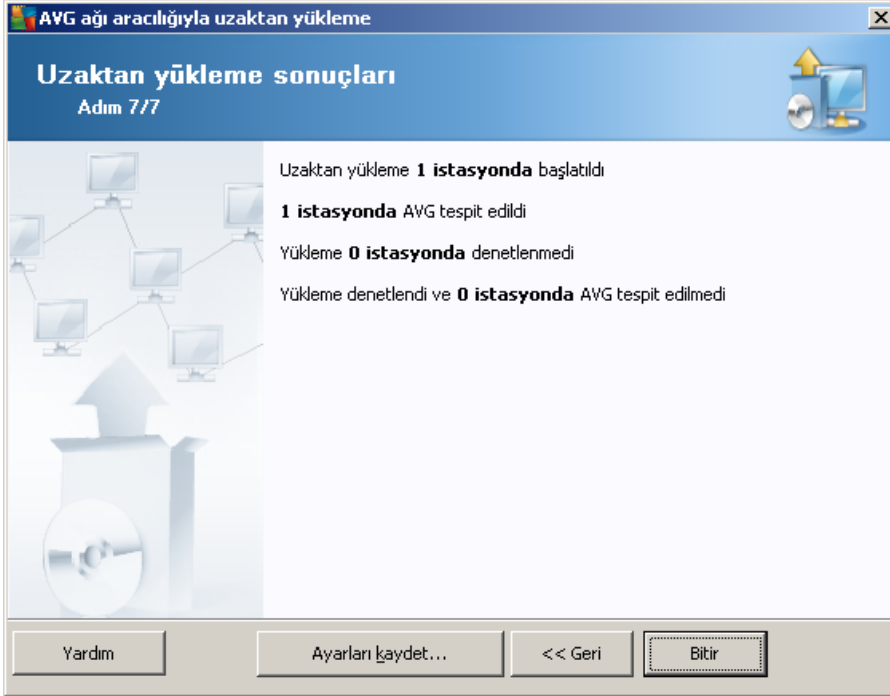 AVG ağı aracılığıyla uzaktan yükleme
Uzaktan yükleme sonuçları
Adım 7/7
Uzaktan yükleme 1 istasyonda başlatıldı
1 istasyonda AVG tespit edildi
Yükleme 0 istasyonda denetlenmedi
Yükleme denetlendi ve 0 istasyonda AVG tespit edilmedi
Yardım
Ayarları kaydet...
<< Geri
Bitir